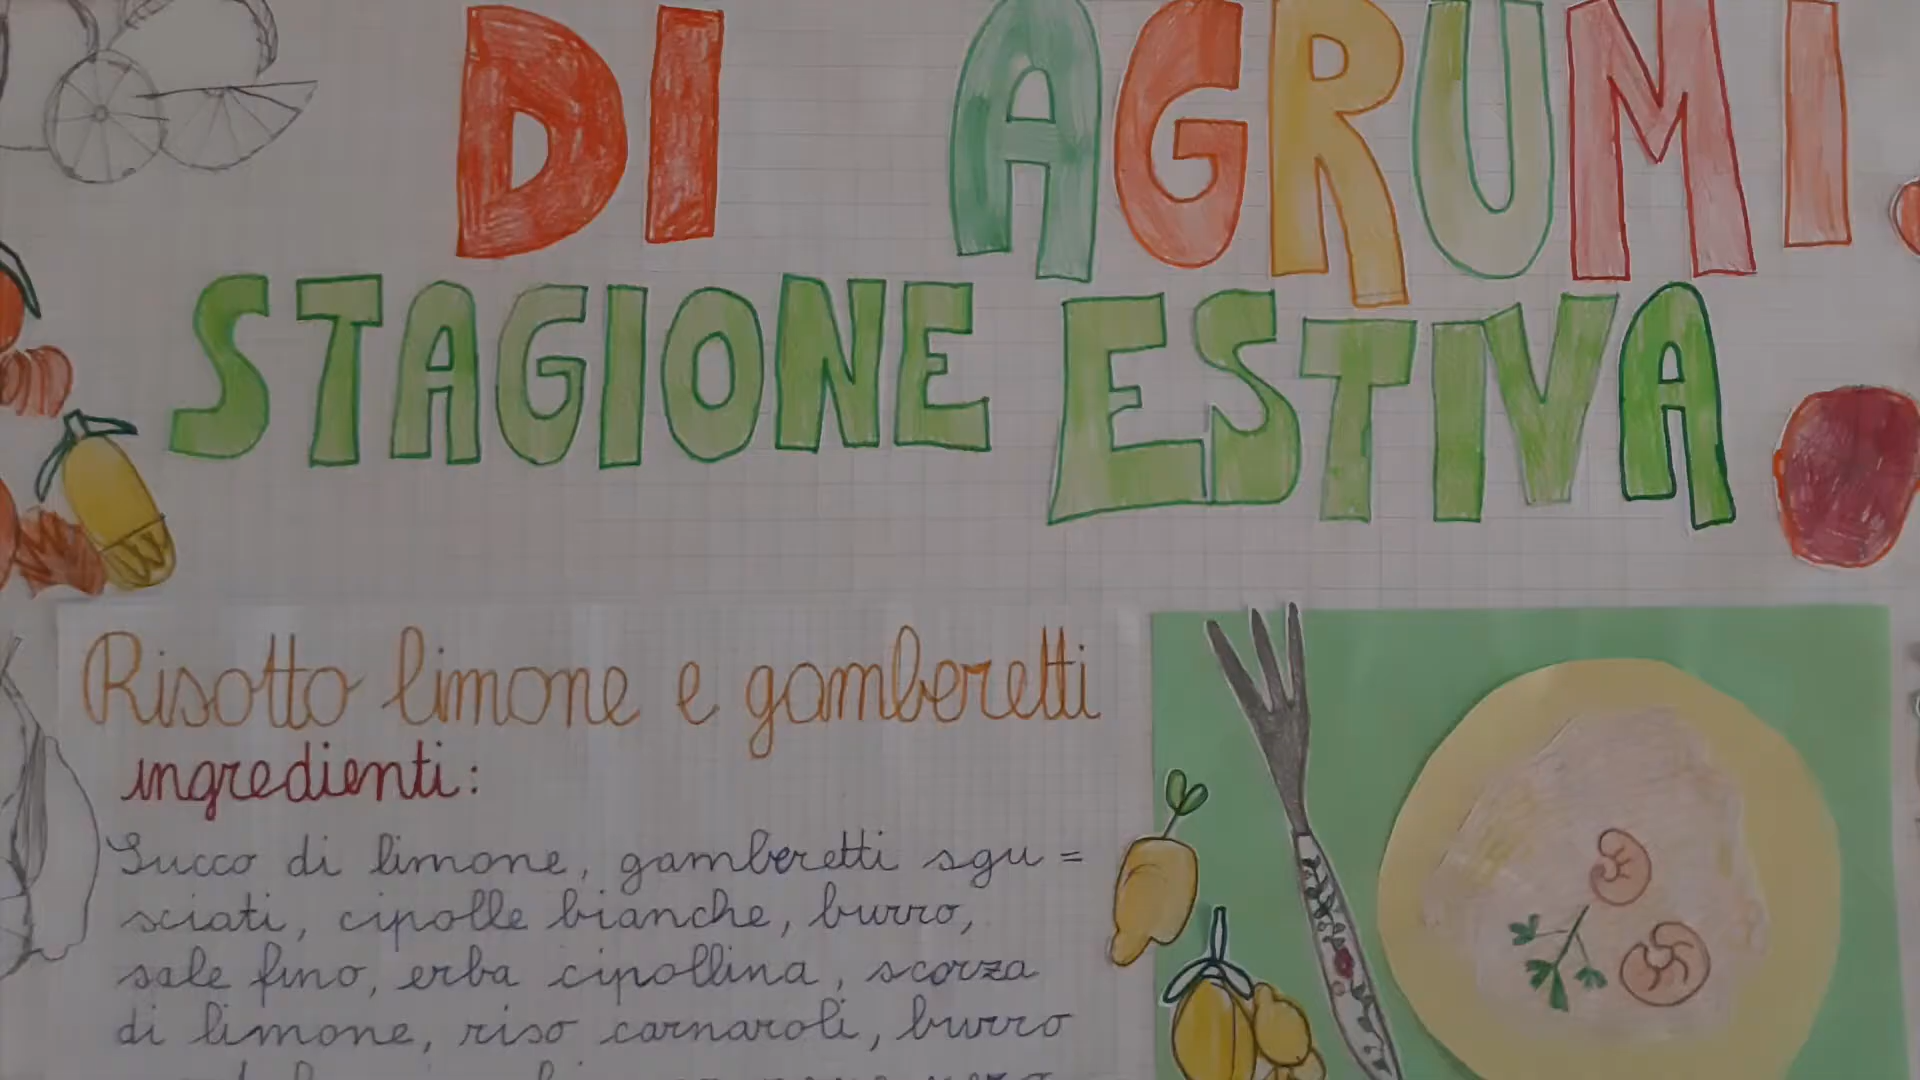 DI AGRUMI.
STAGIONE ESTIVA
Risotto limone e gamberetti
ingredienti:
Succo di limone, gamberetti sgu=
sciati, cipolle bianche, burro,
sale fino, erba cipollina, scorza
di limone, riso carnaroli, burro